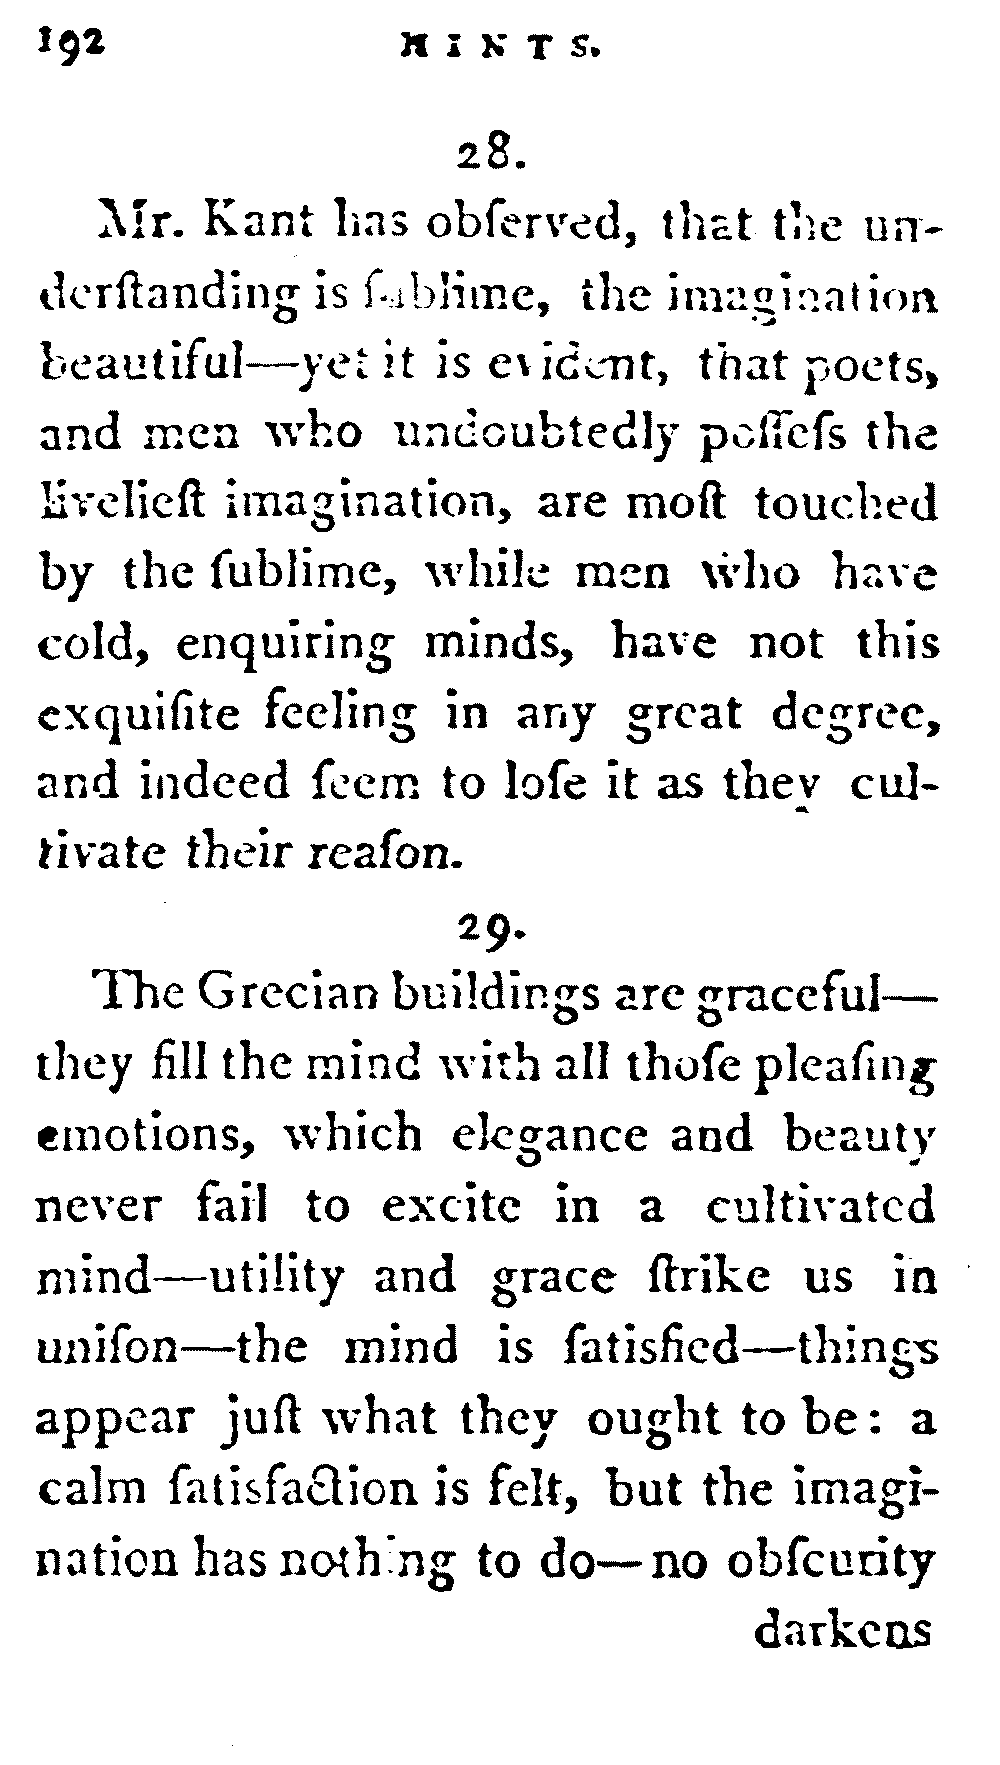 192 HINTS.
28.
Mr. Kant has obſerved, that the un-
derſtanding is ſublime, the imagination
beautiful—yet it is evident, that poets,
and men who undoubtedly poſſeſs the
livelieſt imagination, are moſt touched
by the ſublime, while men who have
cold, enquiring minds, have not this
exquiſite feeling in any great degree,
and indeed ſeem to loſe it as they cul-
tivate their reaſon.
29.
The Grecian buildings are graceful—
they fill the mind with all thoſe pleaſing
emotions, which elegance and beauty
never fail to excite in a cultivated
mind—utility and grace ſtrike us in
uniſon—the mind is ſatisfied—things
appear juſt what they ought to be: a
calm ſatisfaction is felt, but the imagi-
nation has nothing to do—no obſcurity
darkens